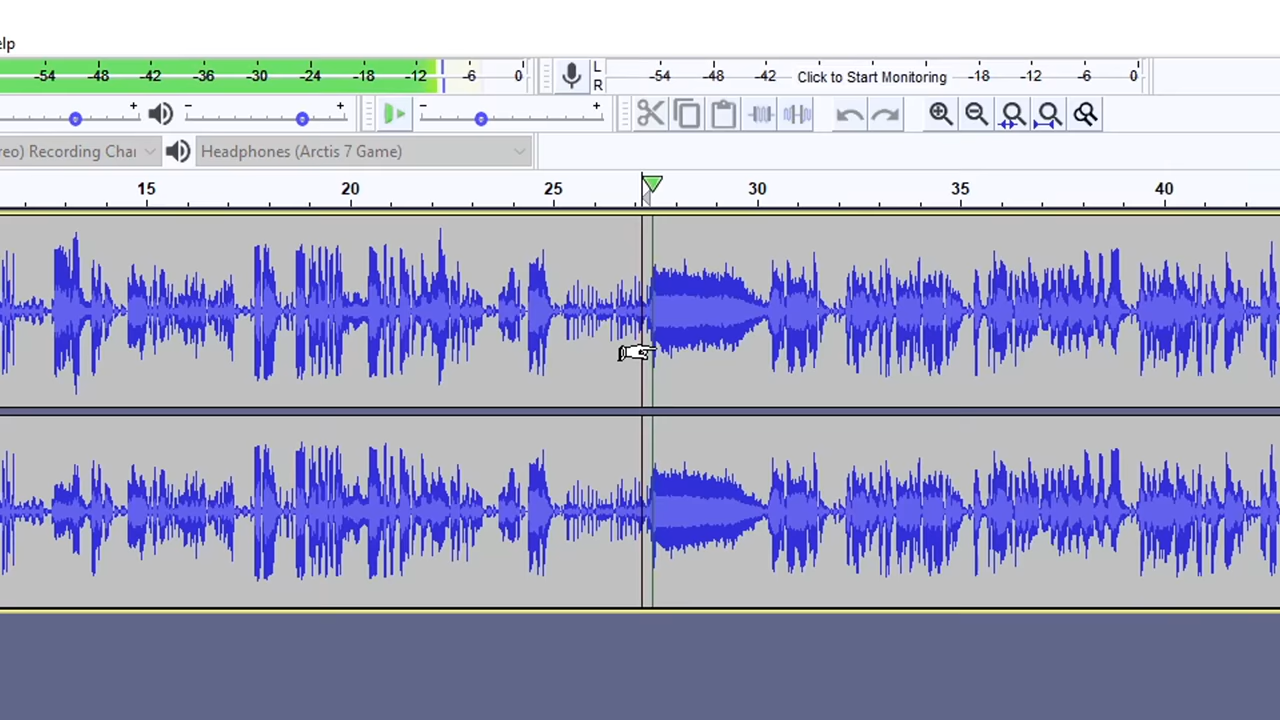 elp
-54 -48 -42 -36 -30 -24 -18 -12 -6 0 L R -54 -48 -42 Click to Start Monitoring -18 -12 -6 0
+ - + - +
reo) Recording Char Headphones (Arctis 7 Game)
15 20 25 30 35 40